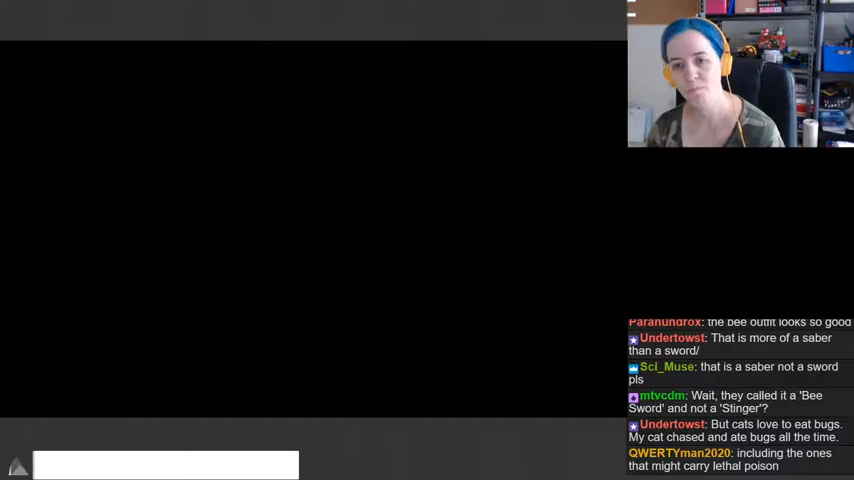 Paranundrox: the bee outfit looks so good
Undertowst: That is more of a saber
than a sword/
Sci_Muse: that is a saber not a sword
pls
mtvcdm: Wait, they called it a 'Bee
Sword' and not a 'Stinger'?
Undertowst: But cats love to eat bugs.
My cat chased and ate bugs all the time.
QWERTYman2020: including the ones
that might carry lethal poison